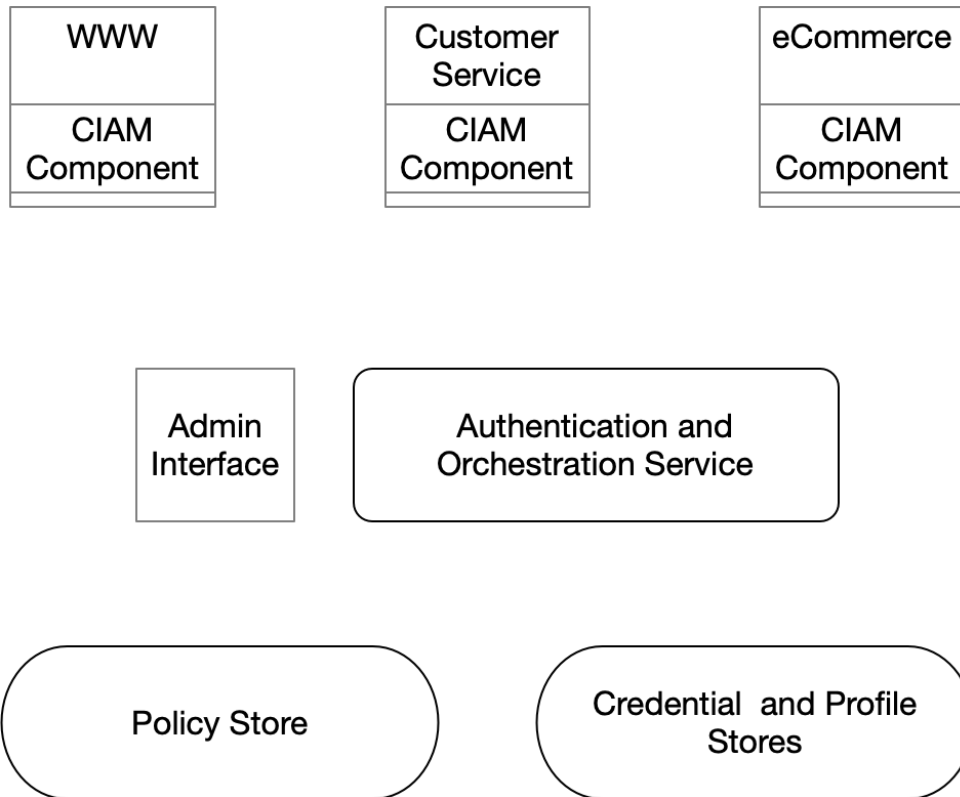 WWW
CIAM
Component
Customer
Service
CIAM
Component
eCommerce
CIAM
Component
Admin
Interface
Authentication and
Orchestration Service
Policy Store
Credential  and Profile
Stores